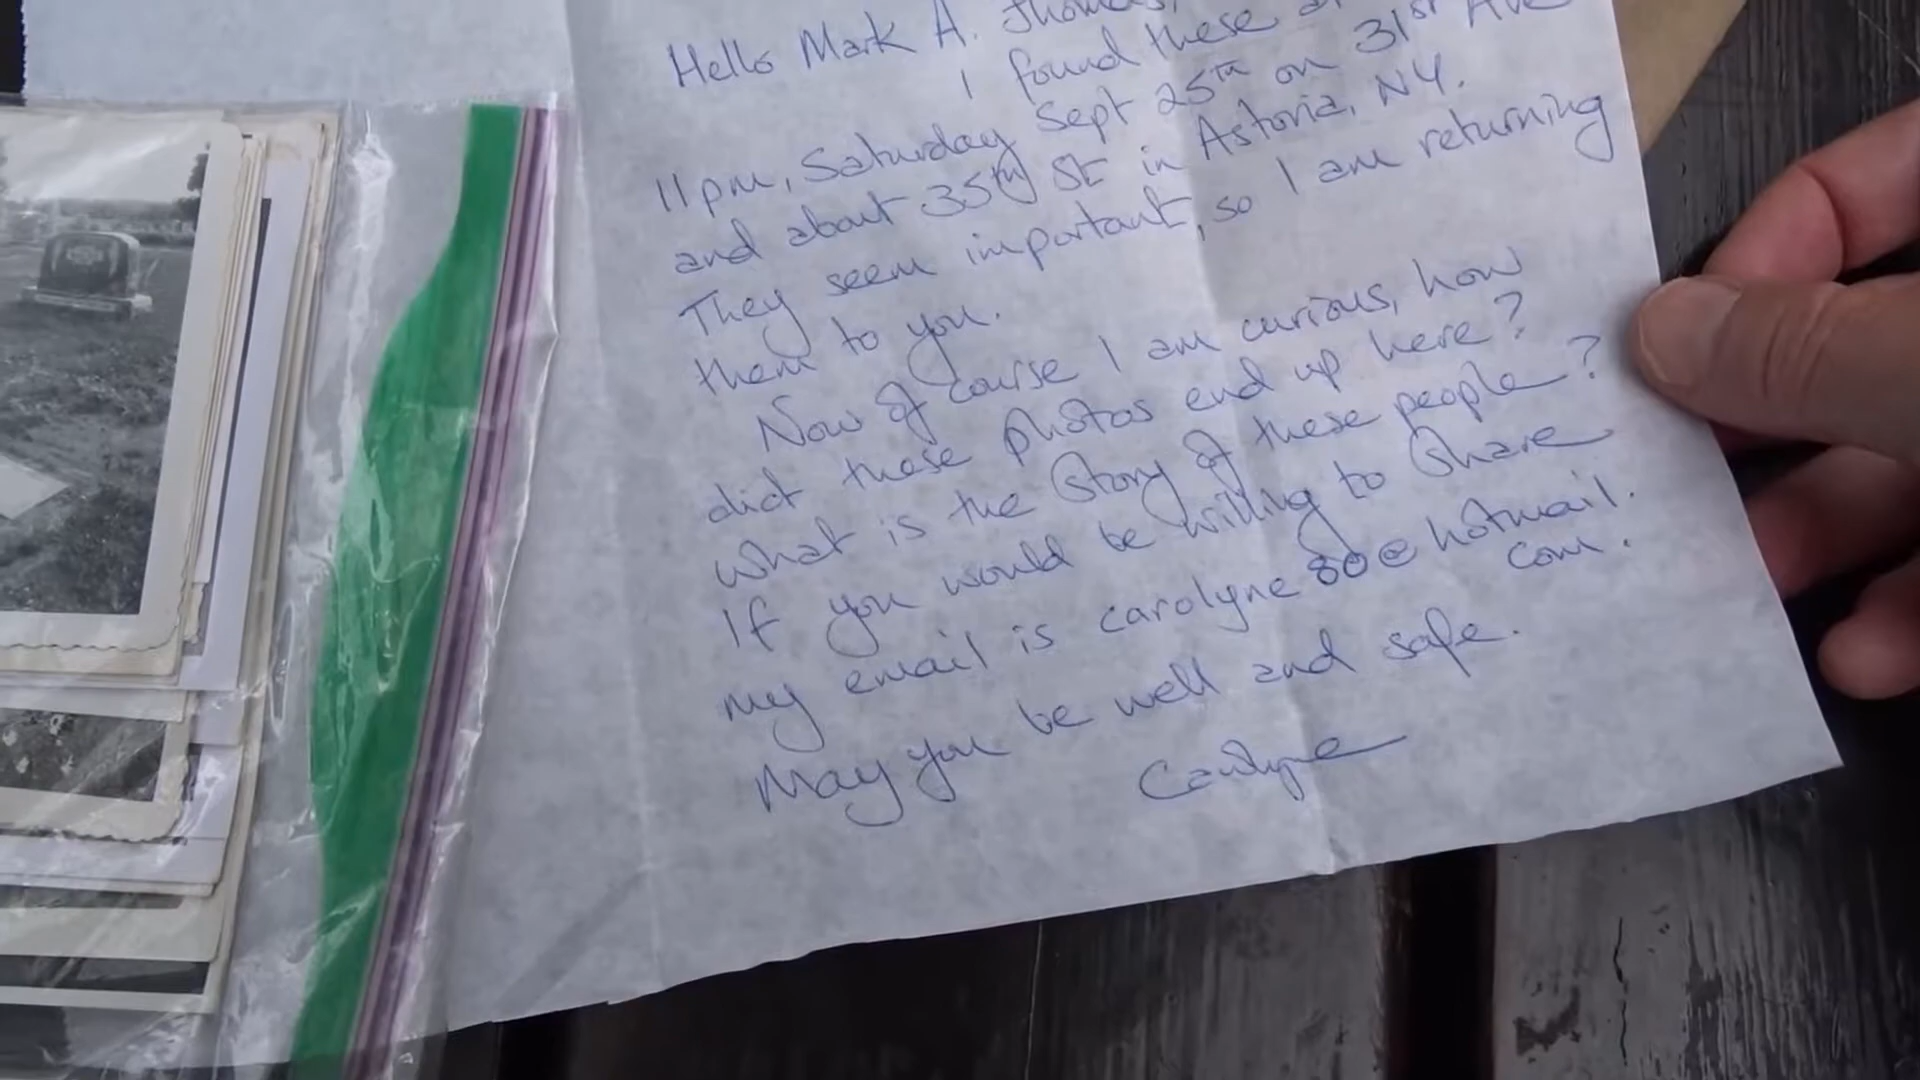 Hello Mark A. Thomas,
I found these
11pm, Saturday Sept 25th on 31st Ave
and about 35th St in Astoria, NY.
They seem important, so I am returning
them to you.
Now of course I am curious, how
did these photos end up here?
What is the Story of these people?
If you would be willing to Share
my email is carolyne80@hotmail.
com.
May you be well and safe.
Carolyne